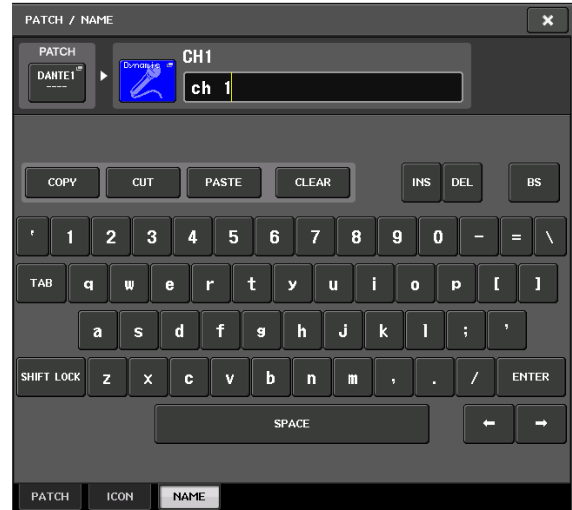 PATCH / NAME
PATCH
DANTE1
----
Dynamic
CH1
ch 1
COPY CUT PASTE CLEAR INS DEL BS
' 1 2 3 4 5 6 7 8 9 0 - = \
TAB q w e r t y u i o p [ ]
a s d f g h j k l ; '
SHIFT LOCK z x c v b n m , . / ENTER
SPACE ← →
PATCH ICON NAME